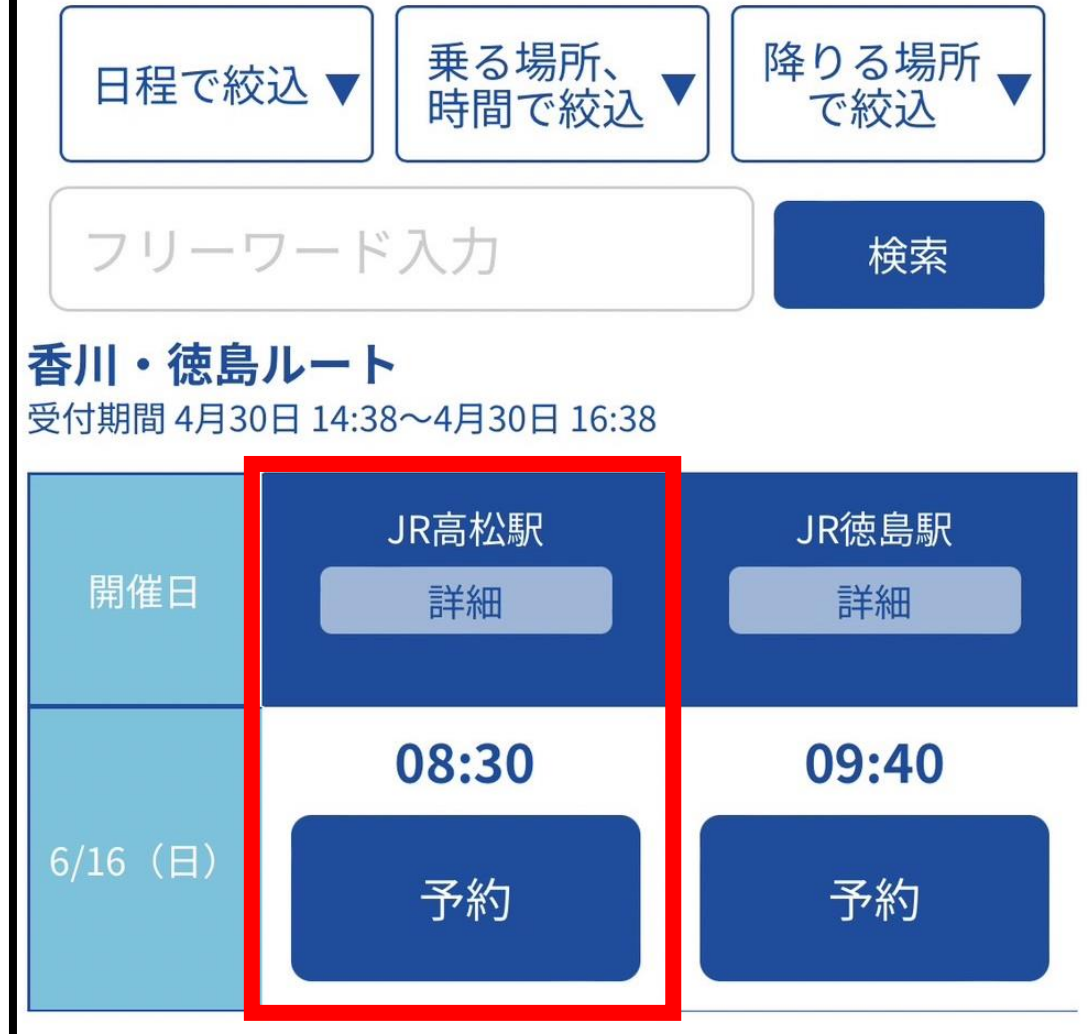 日程で絞込 ▼
乗る場所、
時間で絞込 ▼
降りる場所
で絞込 ▼
フリーワード入力
検索
香川・徳島ルート
受付期間 4月30日 14:38～4月30日 16:38
開催日
JR高松駅
詳細
JR徳島駅
詳細
6/16（日）
08:30
予約
09:40
予約